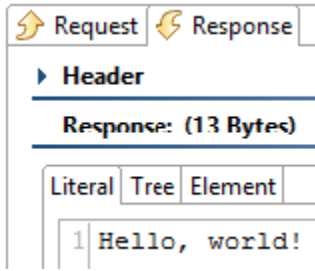 Request Response
Header
Response: (13 Bytes)
Literal Tree Element
1 Hello, world!